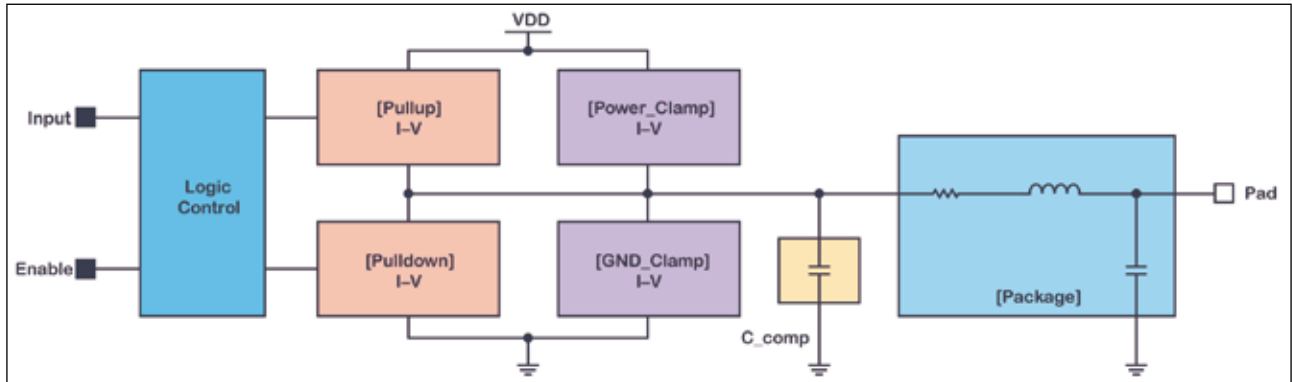 VDD
[Pullup]
I–V
[Power_Clamp]
I–V
Input
Logic
Control
Pad
Enable
[Pulldown]
I–V
[GND_Clamp]
I–V
[Package]
C_comp